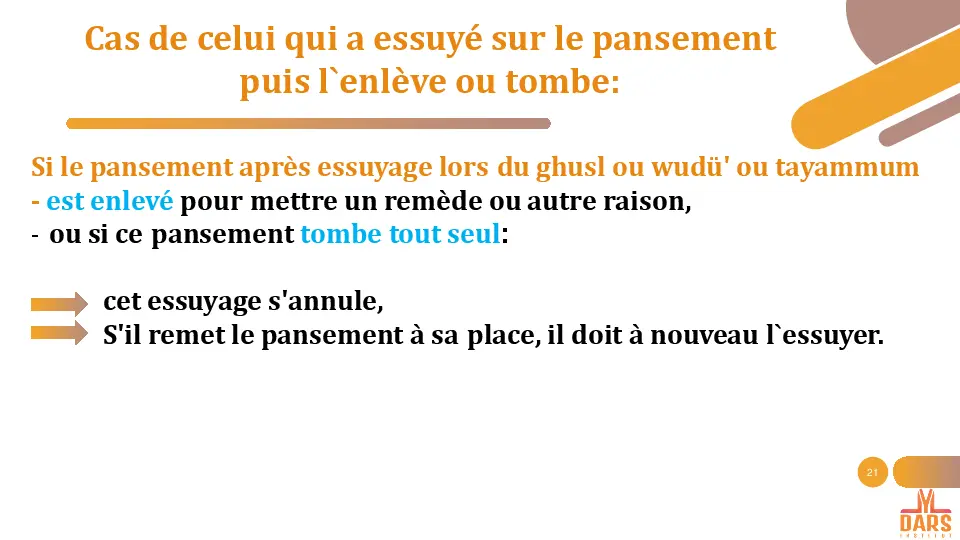 Cas de celui qui a essuyé sur le pansement
puis l`enlève ou tombe:
Si le pansement après essuyage lors du ghusl ou wudü' ou tayammum
- est enlevé pour mettre un remède ou autre raison,
- ou si ce pansement tombe tout seul:
cet essuyage s'annule,
S'il remet le pansement à sa place, il doit à nouveau l`essuyer.
21
DARS
INSTITUT